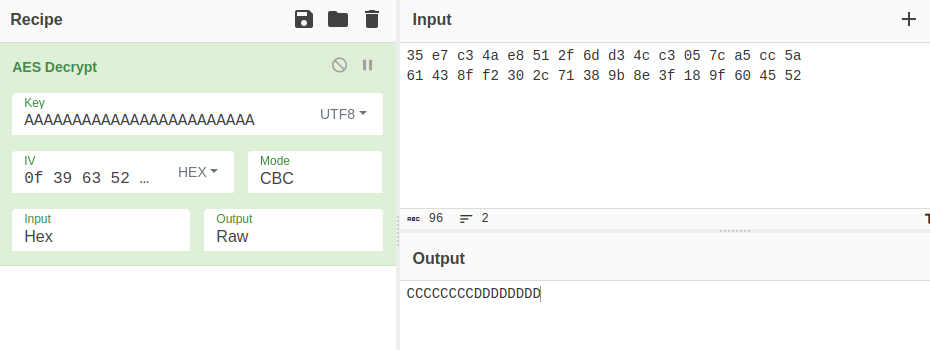 Recipe
AES Decrypt
Key
AAAAAAAAAAAAAAAAAAAAAAAA
UTF8
IV
0f 39 63 52 …
HEX
Mode
CBC
Input
Hex
Output
Raw
Input
35 e7 c3 4a e8 51 2f 6d d3 4c c3 05 7c a5 cc 5a
61 43 8f f2 30 2c 71 38 9b 8e 3f 18 9f 60 45 52
ABC 96 2
Output
CCCCCCCCDDDDDDDD